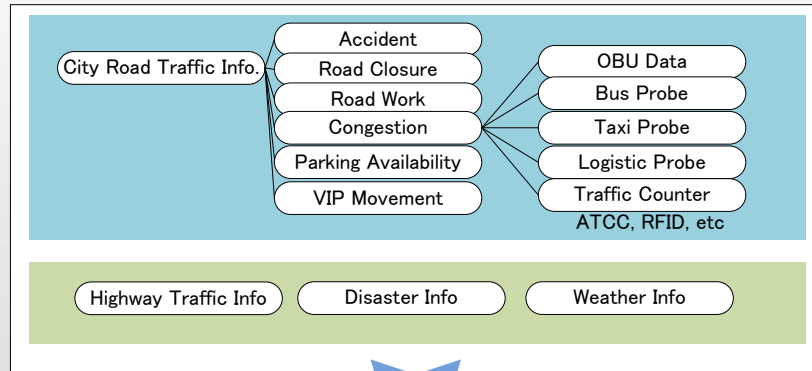 City Road Traffic Info.
Accident
Road Closure
Road Work
Congestion
Parking Availability
VIP Movement
OBU Data
Bus Probe
Taxi Probe
Logistic Probe
Traffic Counter
ATCC, RFID, etc
Highway Traffic Info
Disaster Info
Weather Info